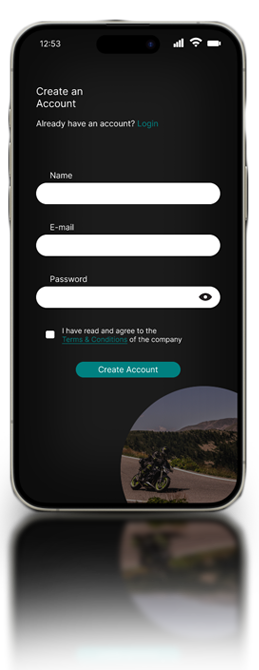 12:53
Create an
Account
Already have an account? Login
Name
E-mail
Password
I have read and agree to the
Terms & Conditions of the company
Create Account